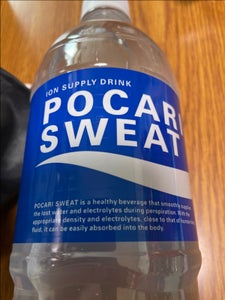 ION SUPPLY DRINK
POCARI
SWEAT
POCARI SWEAT is a healthy beverage that smoothly supplies
the lost water and electrolytes during perspiration. With the
appropriate density and electrolytes, close to that of human
fluid, it can be easily absorbed into the body.